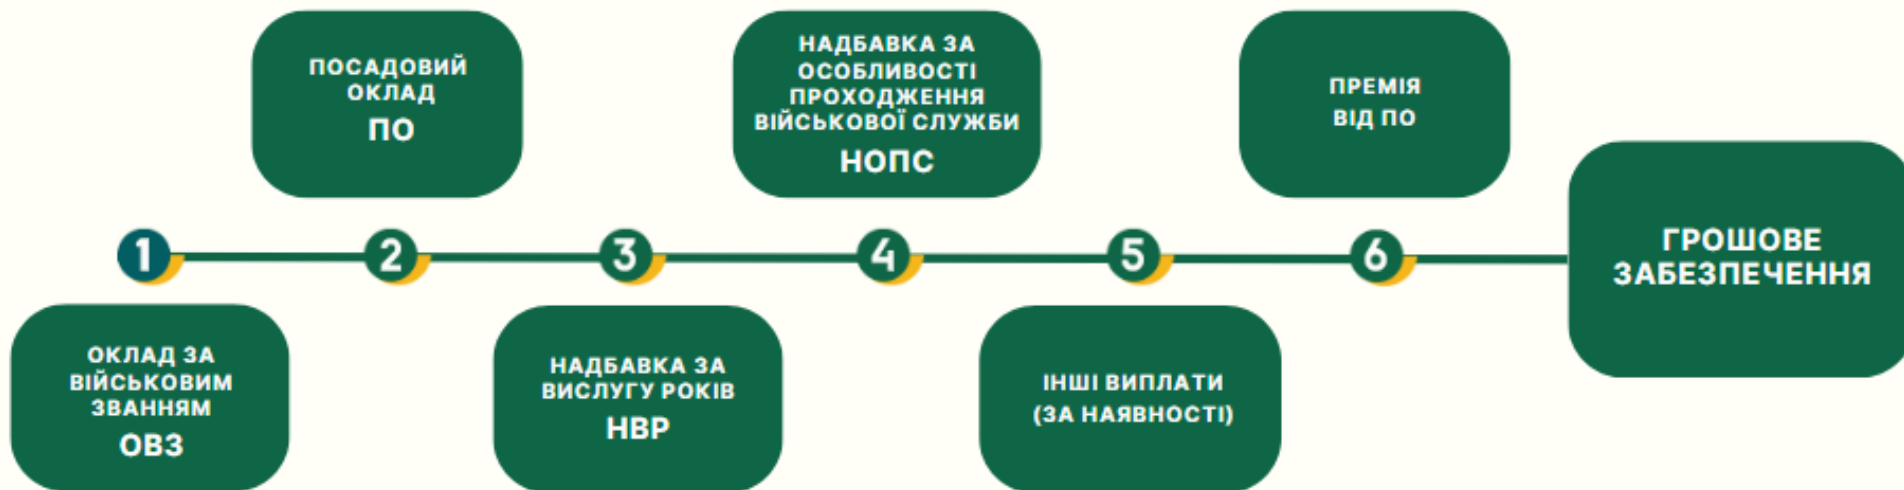 1
ОКЛАД ЗА
ВІЙСЬКОВИМ
ЗВАННЯМ
ОВЗ
2
ПОСАДОВИЙ
ОКЛАД
ПО
3
НАДБАВКА ЗА
ВИСЛУГУ РОКІВ
НВР
4
НАДБАВКА ЗА
ОСОБЛИВОСТІ
ПРОХОДЖЕННЯ
ВІЙСЬКОВОЇ СЛУЖБИ
НОПС
5
ІНШІ ВИПЛАТИ
(ЗА НАЯВНОСТІ)
6
ПРЕМІЯ
ВІД ПО
ГРОШОВЕ
ЗАБЕЗПЕЧЕННЯ